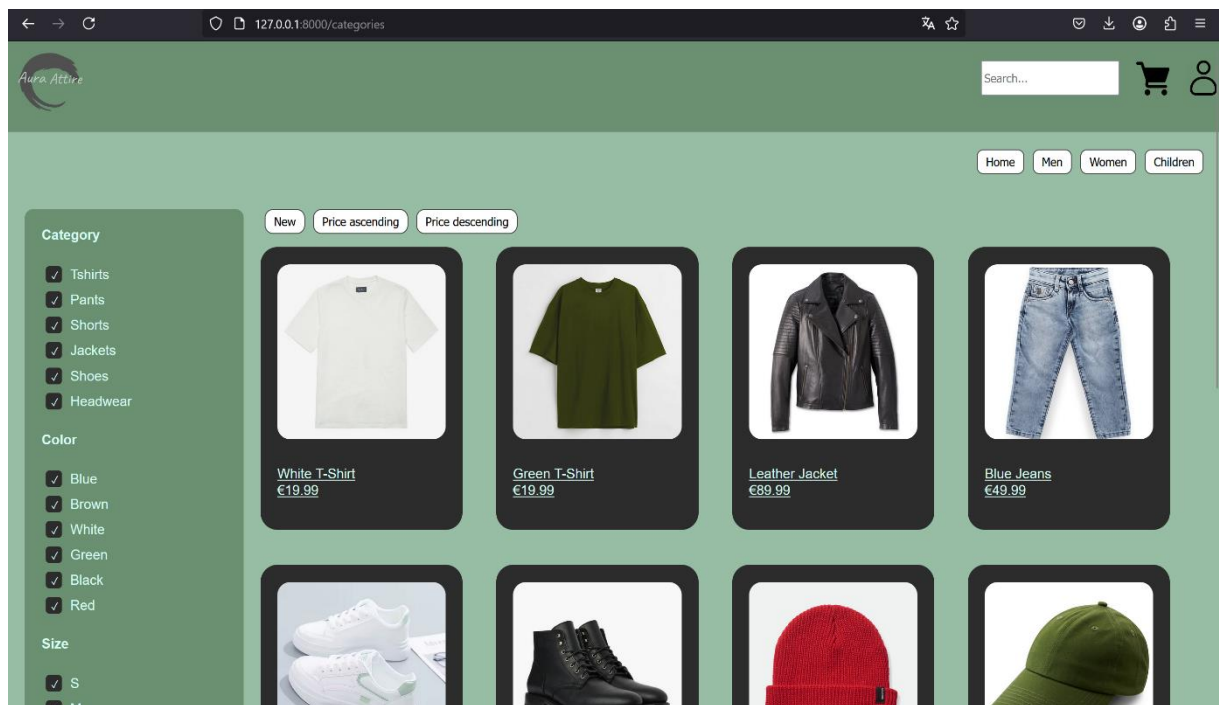 127.0.0.1:8000/categories
Aura Attire
Search...
Home Men Women Children
New Price ascending Price descending
Category
Tshirts
Pants
Shorts
Jackets
Shoes
Headwear
Color
Blue
Brown
White
Green
Black
Red
Size
S
White T-Shirt
€19.99
Green T-Shirt
€19.99
Leather Jacket
€89.99
Blue Jeans
€49.99